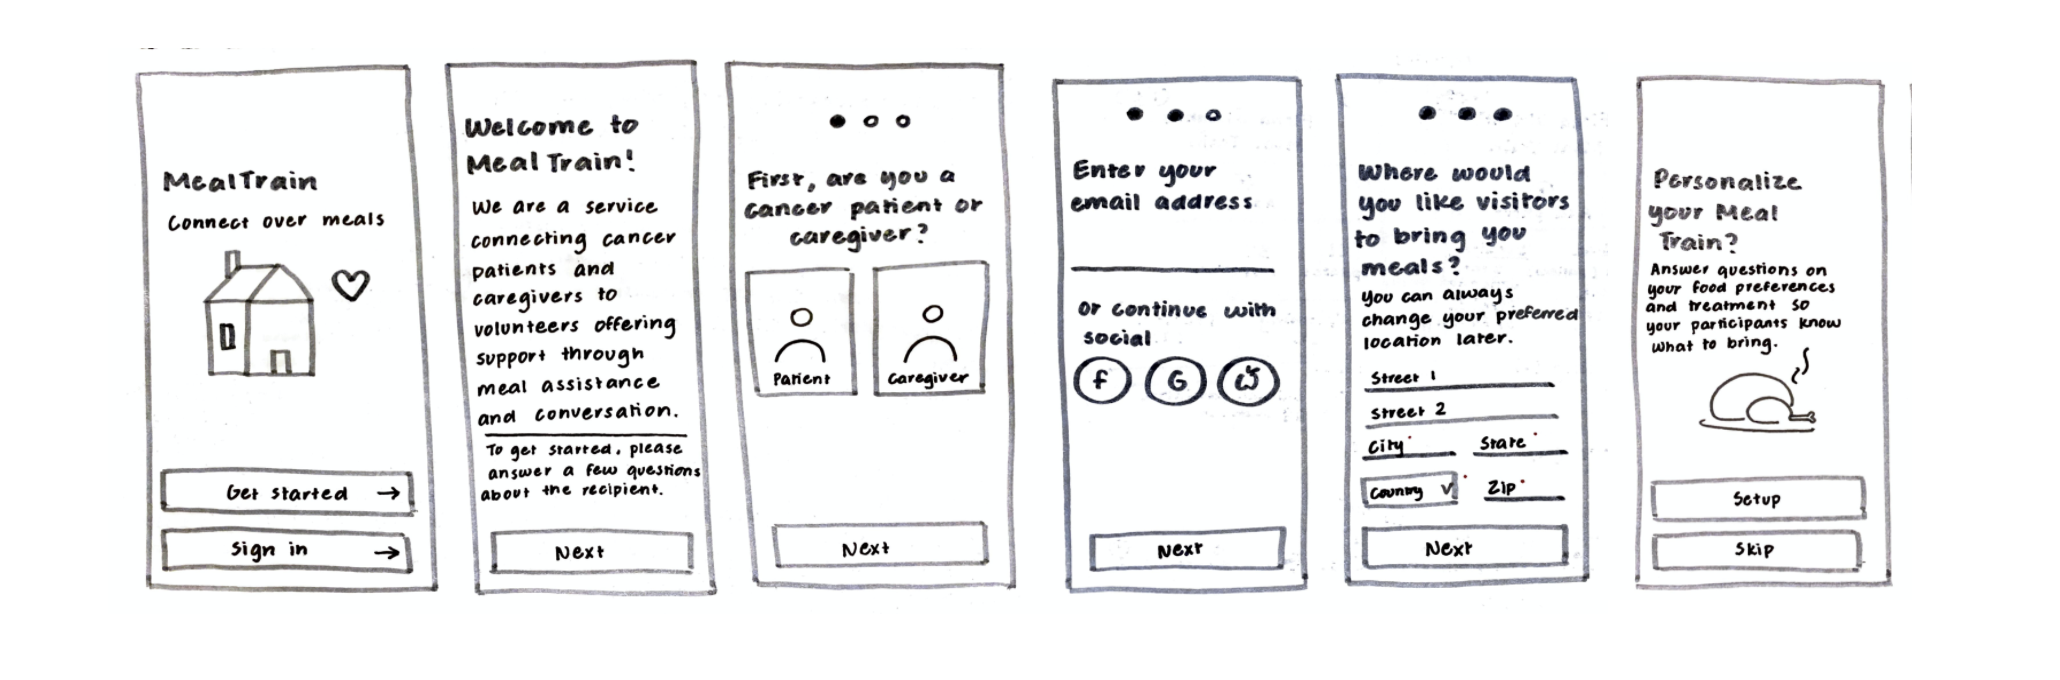 MealTrain
Connect over meals
Get started →
Sign in →
Welcome to
Meal Train!
We are a service
connecting cancer
patients and
caregivers to
volunteers offering
support through
meal assistance
and conversation.
To get started, please
answer a few questions
about the recipient.
Next
First, are you a
cancer patient or
caregiver?
Patient
Caregiver
Next
Enter your
email address
or continue with
social
f
G
Next
Where would
you like visitors
to bring you
meals?
You can always
change your preferred
location later.
Street 1
Street 2
City* State*
Country * Zip*
Next
Personalize
your Meal
Train?
Answer questions on
your food preferences
and treatment so
your participants know
what to bring.
Setup
Skip